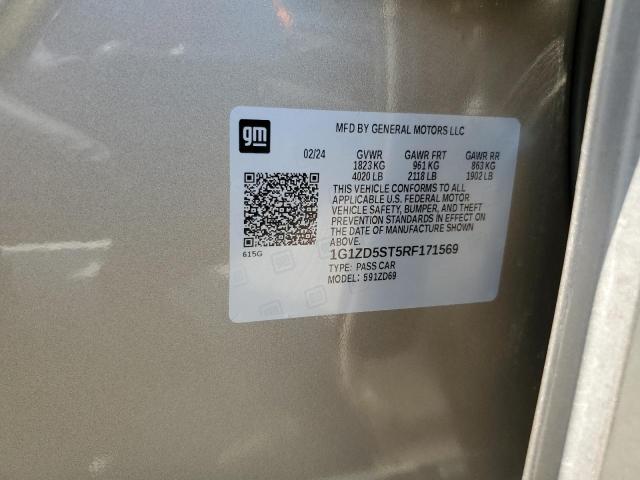 gm
MFD BY GENERAL MOTORS LLC
02/24 GVWR GAWR FRT GAWR RR
1823 KG 961 KG 863 KG
4020 LB 2118 LB 1902 LB
THIS VEHICLE CONFORMS TO ALL
APPLICABLE U.S. FEDERAL MOTOR
VEHICLE SAFETY, BUMPER, AND THEFT
PREVENTION STANDARDS IN EFFECT ON
THE DATE OF MANUFACTURE SHOWN
ABOVE.
615G
1G1ZD5ST5RF171569
TYPE: PASS CAR
MODEL: 591ZD69